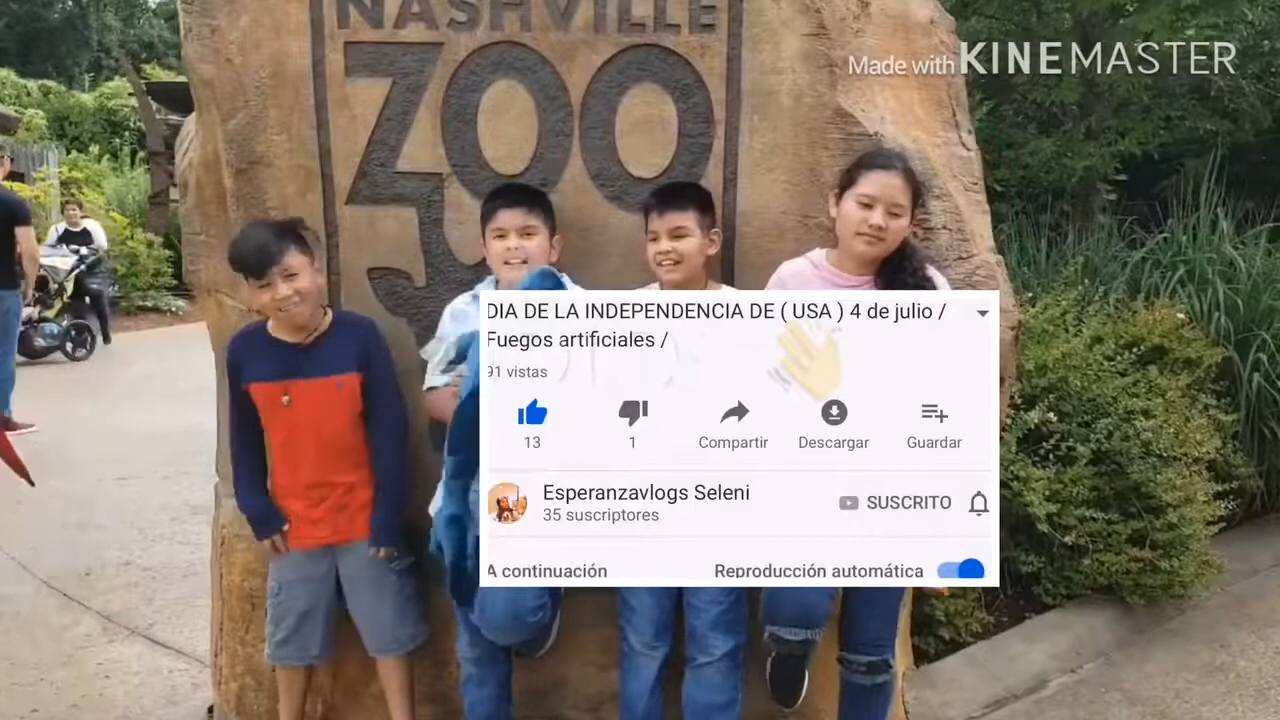 NASHVILLE
ZOO
Made with KINEMASTER
DIA DE LA INDEPENDENCIA DE ( USA ) 4 de julio /
Fuegos artificiales /
91 vistas
13
1
Compartir
Descargar
Guardar
Esperanzavlogs Seleni
35 suscriptores
SUSCRITO
A continuación
Reproducción automática